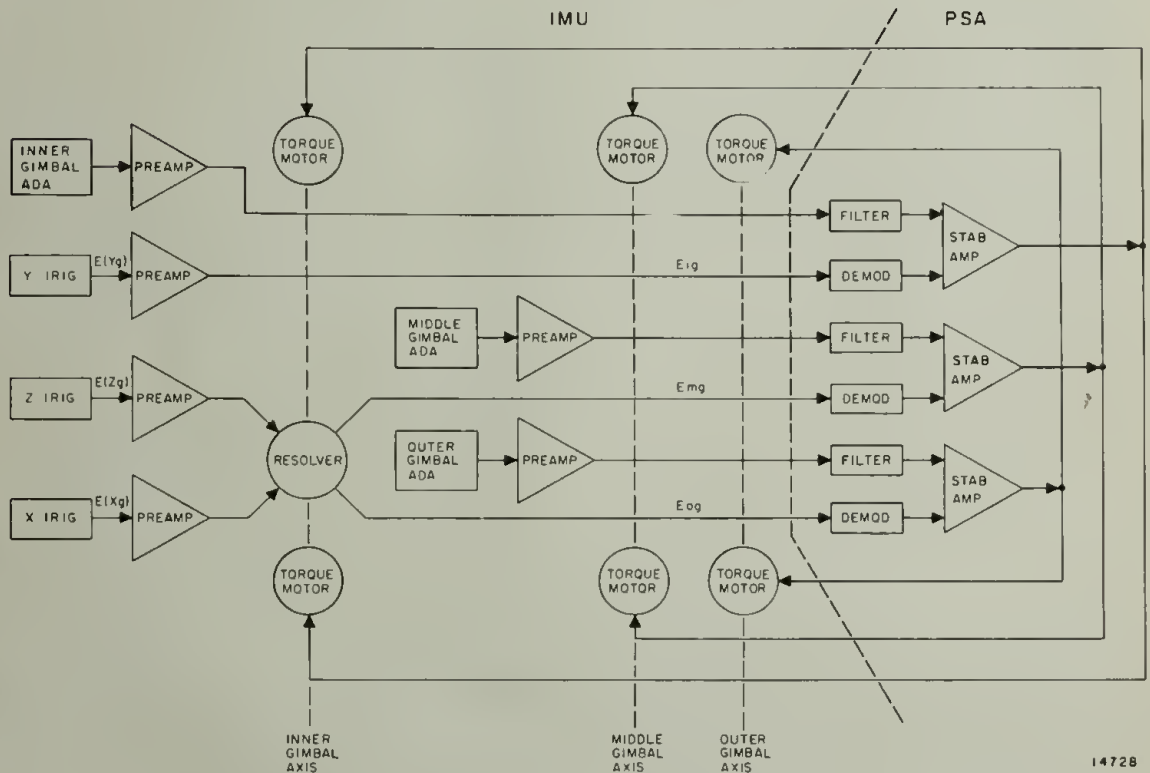 IMU
PSA
TORQUE
MOTOR
TORQUE
MOTOR
TORQUE
MOTOR
INNER
GIMBAL
ADA
PREAMP
FILTER
STAB
AMP
Y IRIG
E(Yg)
PREAMP
Eig
DEMOD
MIDDLE
GIMBAL
ADA
PREAMP
FILTER
STAB
AMP
Z IRIG
E(Zg)
PREAMP
Emg
DEMOD
RESOLVER
OUTER
GIMBAL
ADA
PREAMP
FILTER
STAB
AMP
X IRIG
E(Xg)
PREAMP
Eog
DEMOD
TORQUE
MOTOR
TORQUE
MOTOR
TORQUE
MOTOR
INNER
GIMBAL
AXIS
MIDDLE
GIMBAL
AXIS
OUTER
GIMBAL
AXIS
14728